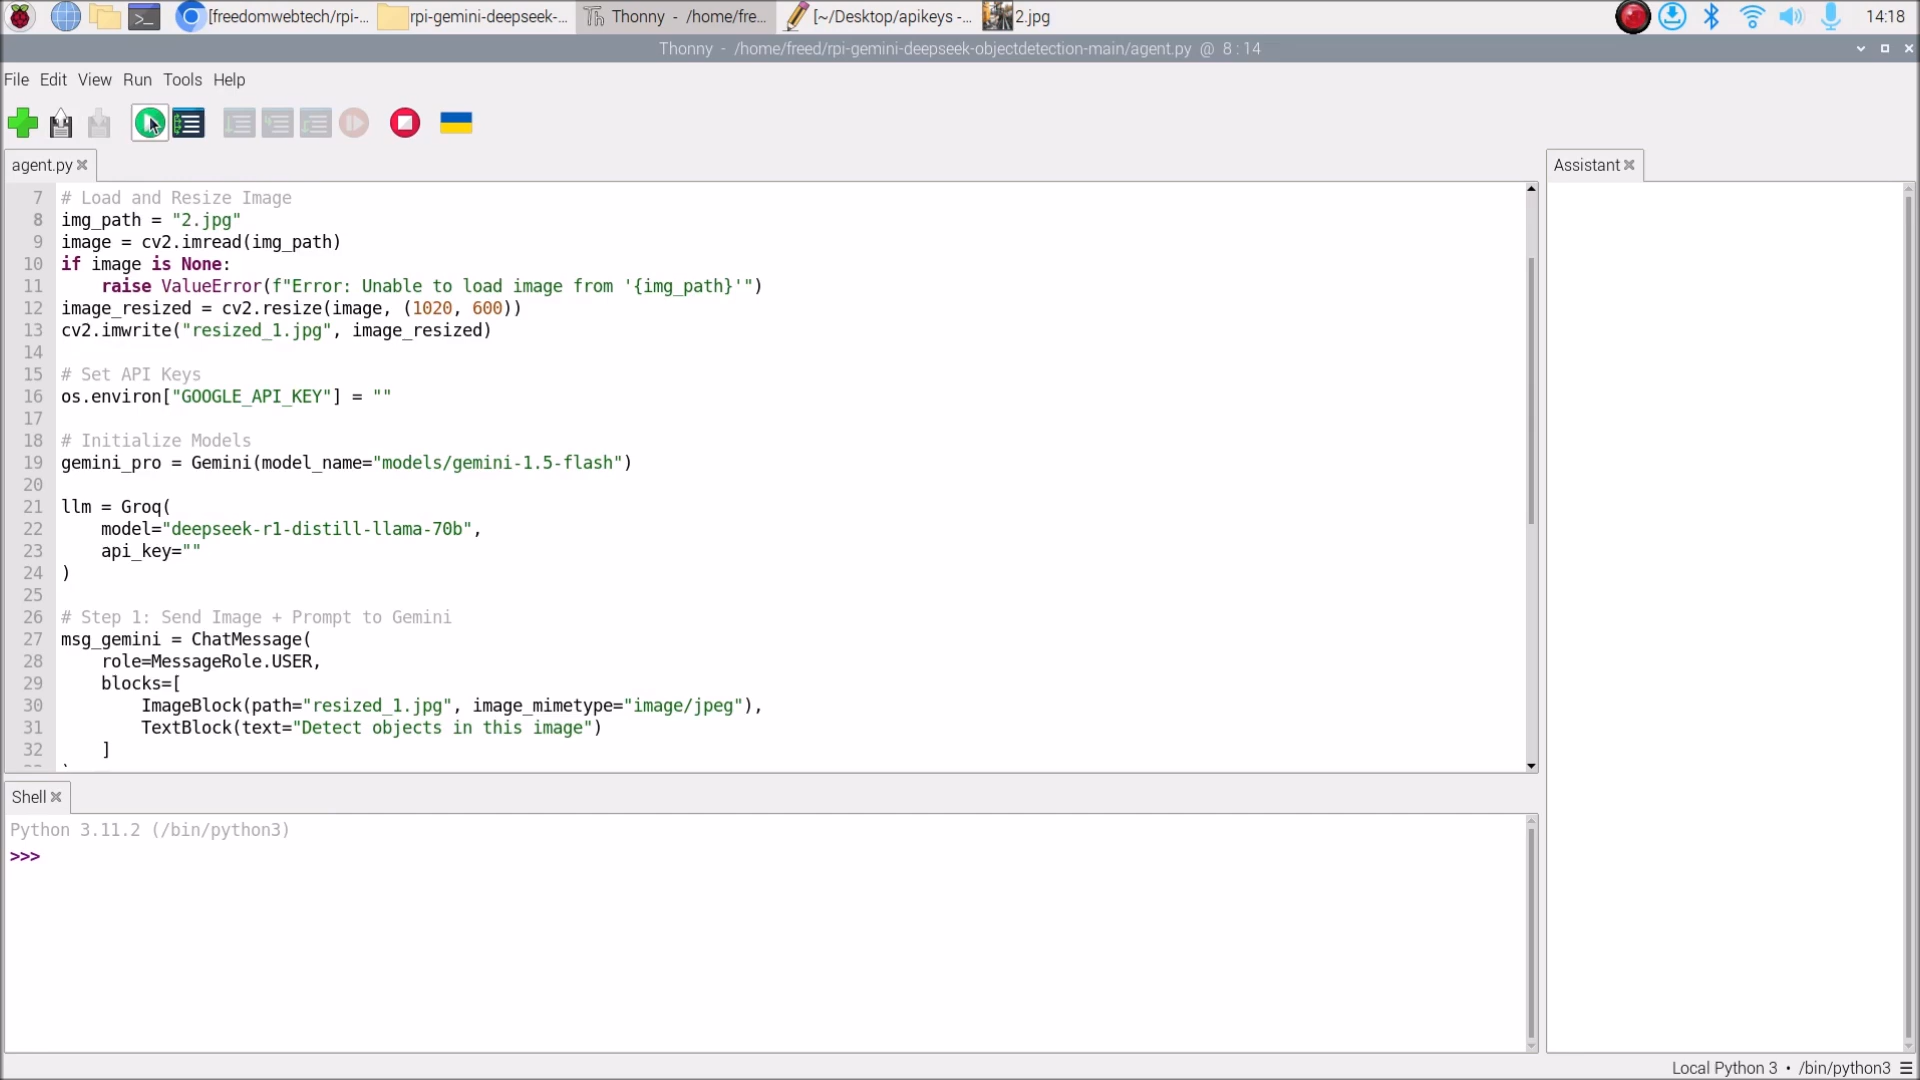 [freedomwebtech/rpi-...
rpi-gemini-deepseek-...
Thonny - /home/fre...
[~/Desktop/apikeys -...
2.jpg
14:18
Thonny - /home/freed/rpi-gemini-deepseek-objectdetection-main/agent.py @ 8 : 14
File Edit View Run Tools Help
agent.py
Assistant
7 # Load and Resize Image
8 img_path = "2.jpg"
9 image = cv2.imread(img_path)
10 if image is None:
11     raise ValueError(f"Error: Unable to load image from '{img_path}'")
12 image_resized = cv2.resize(image, (1020, 600))
13 cv2.imwrite("resized_1.jpg", image_resized)
14
15 # Set API Keys
16 os.environ["GOOGLE_API_KEY"] = ""
17
18 # Initialize Models
19 gemini_pro = Gemini(model_name="models/gemini-1.5-flash")
20
21 llm = Groq(
22     model="deepseek-r1-distill-llama-70b",
23     api_key=""
24 )
25
26 # Step 1: Send Image + Prompt to Gemini
27 msg_gemini = ChatMessage(
28     role=MessageRole.USER,
29     blocks=[
30         ImageBlock(path="resized_1.jpg", image_mimetype="image/jpeg"),
31         TextBlock(text="Detect objects in this image")
32     ]
Shell
Python 3.11.2 (/bin/python3)
>>>
Local Python 3 • /bin/python3